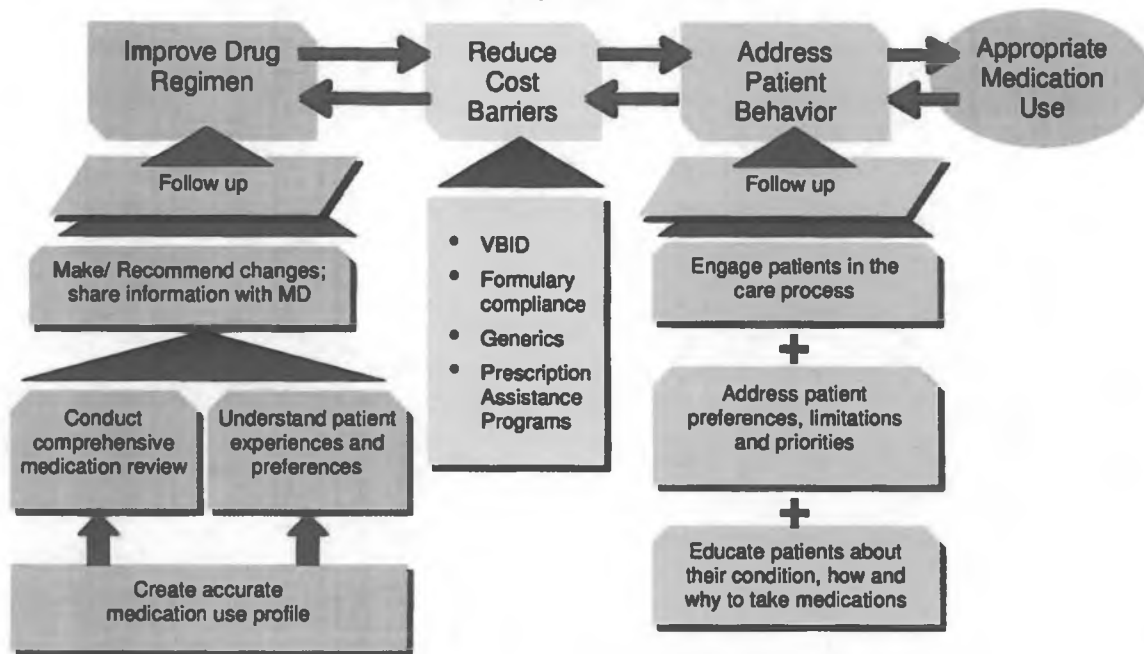 Improve Drug
Regimen
Reduce
Cost
Barriers
Address
Patient
Behavior
Appropriate
Medication
Use
Follow up
Make/ Recommend changes;
share information with MD
Conduct
comprehensive
medication review
Understand patient
experiences and
preferences
Create accurate
medication use profile
• VBID
• Formulary
compliance
• Generics
• Prescription
Assistance
Programs
Follow up
Engage patients in the
care process
+
Address patient
preferences, limitations
and priorities
+
Educate patients about
their condition, how and
why to take medications